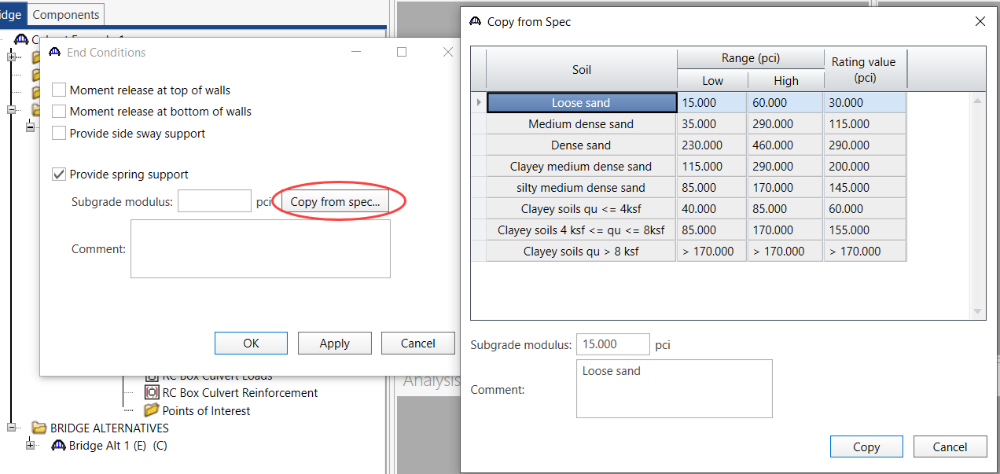 idge Components
End Conditions
Moment release at top of walls
Moment release at bottom of walls
Provide side sway support
Provide spring support
Subgrade modulus: pci Copy from spec...
Comment:
OK Apply Cancel
RC Box Culvert Loads
RC Box Culvert Reinforcement
Points of Interest
BRIDGE ALTERNATIVES
Bridge Alt 1 (E) (C)
Analysis
Copy from Spec
Soil Range (pci) Rating value (pci)
Low High
Loose sand 15.000 60.000 30.000
Medium dense sand 35.000 290.000 115.000
Dense sand 230.000 460.000 290.000
Clayey medium dense sand 115.000 290.000 200.000
silty medium dense sand 85.000 170.000 145.000
Clayey soils qu <= 4ksf 40.000 85.000 60.000
Clayey soils 4 ksf <= qu <= 8ksf 85.000 170.000 155.000
Clayey soils qu > 8 ksf > 170.000 > 170.000 > 170.000
Subgrade modulus: 15.000 pci
Comment: Loose sand
Copy Cancel